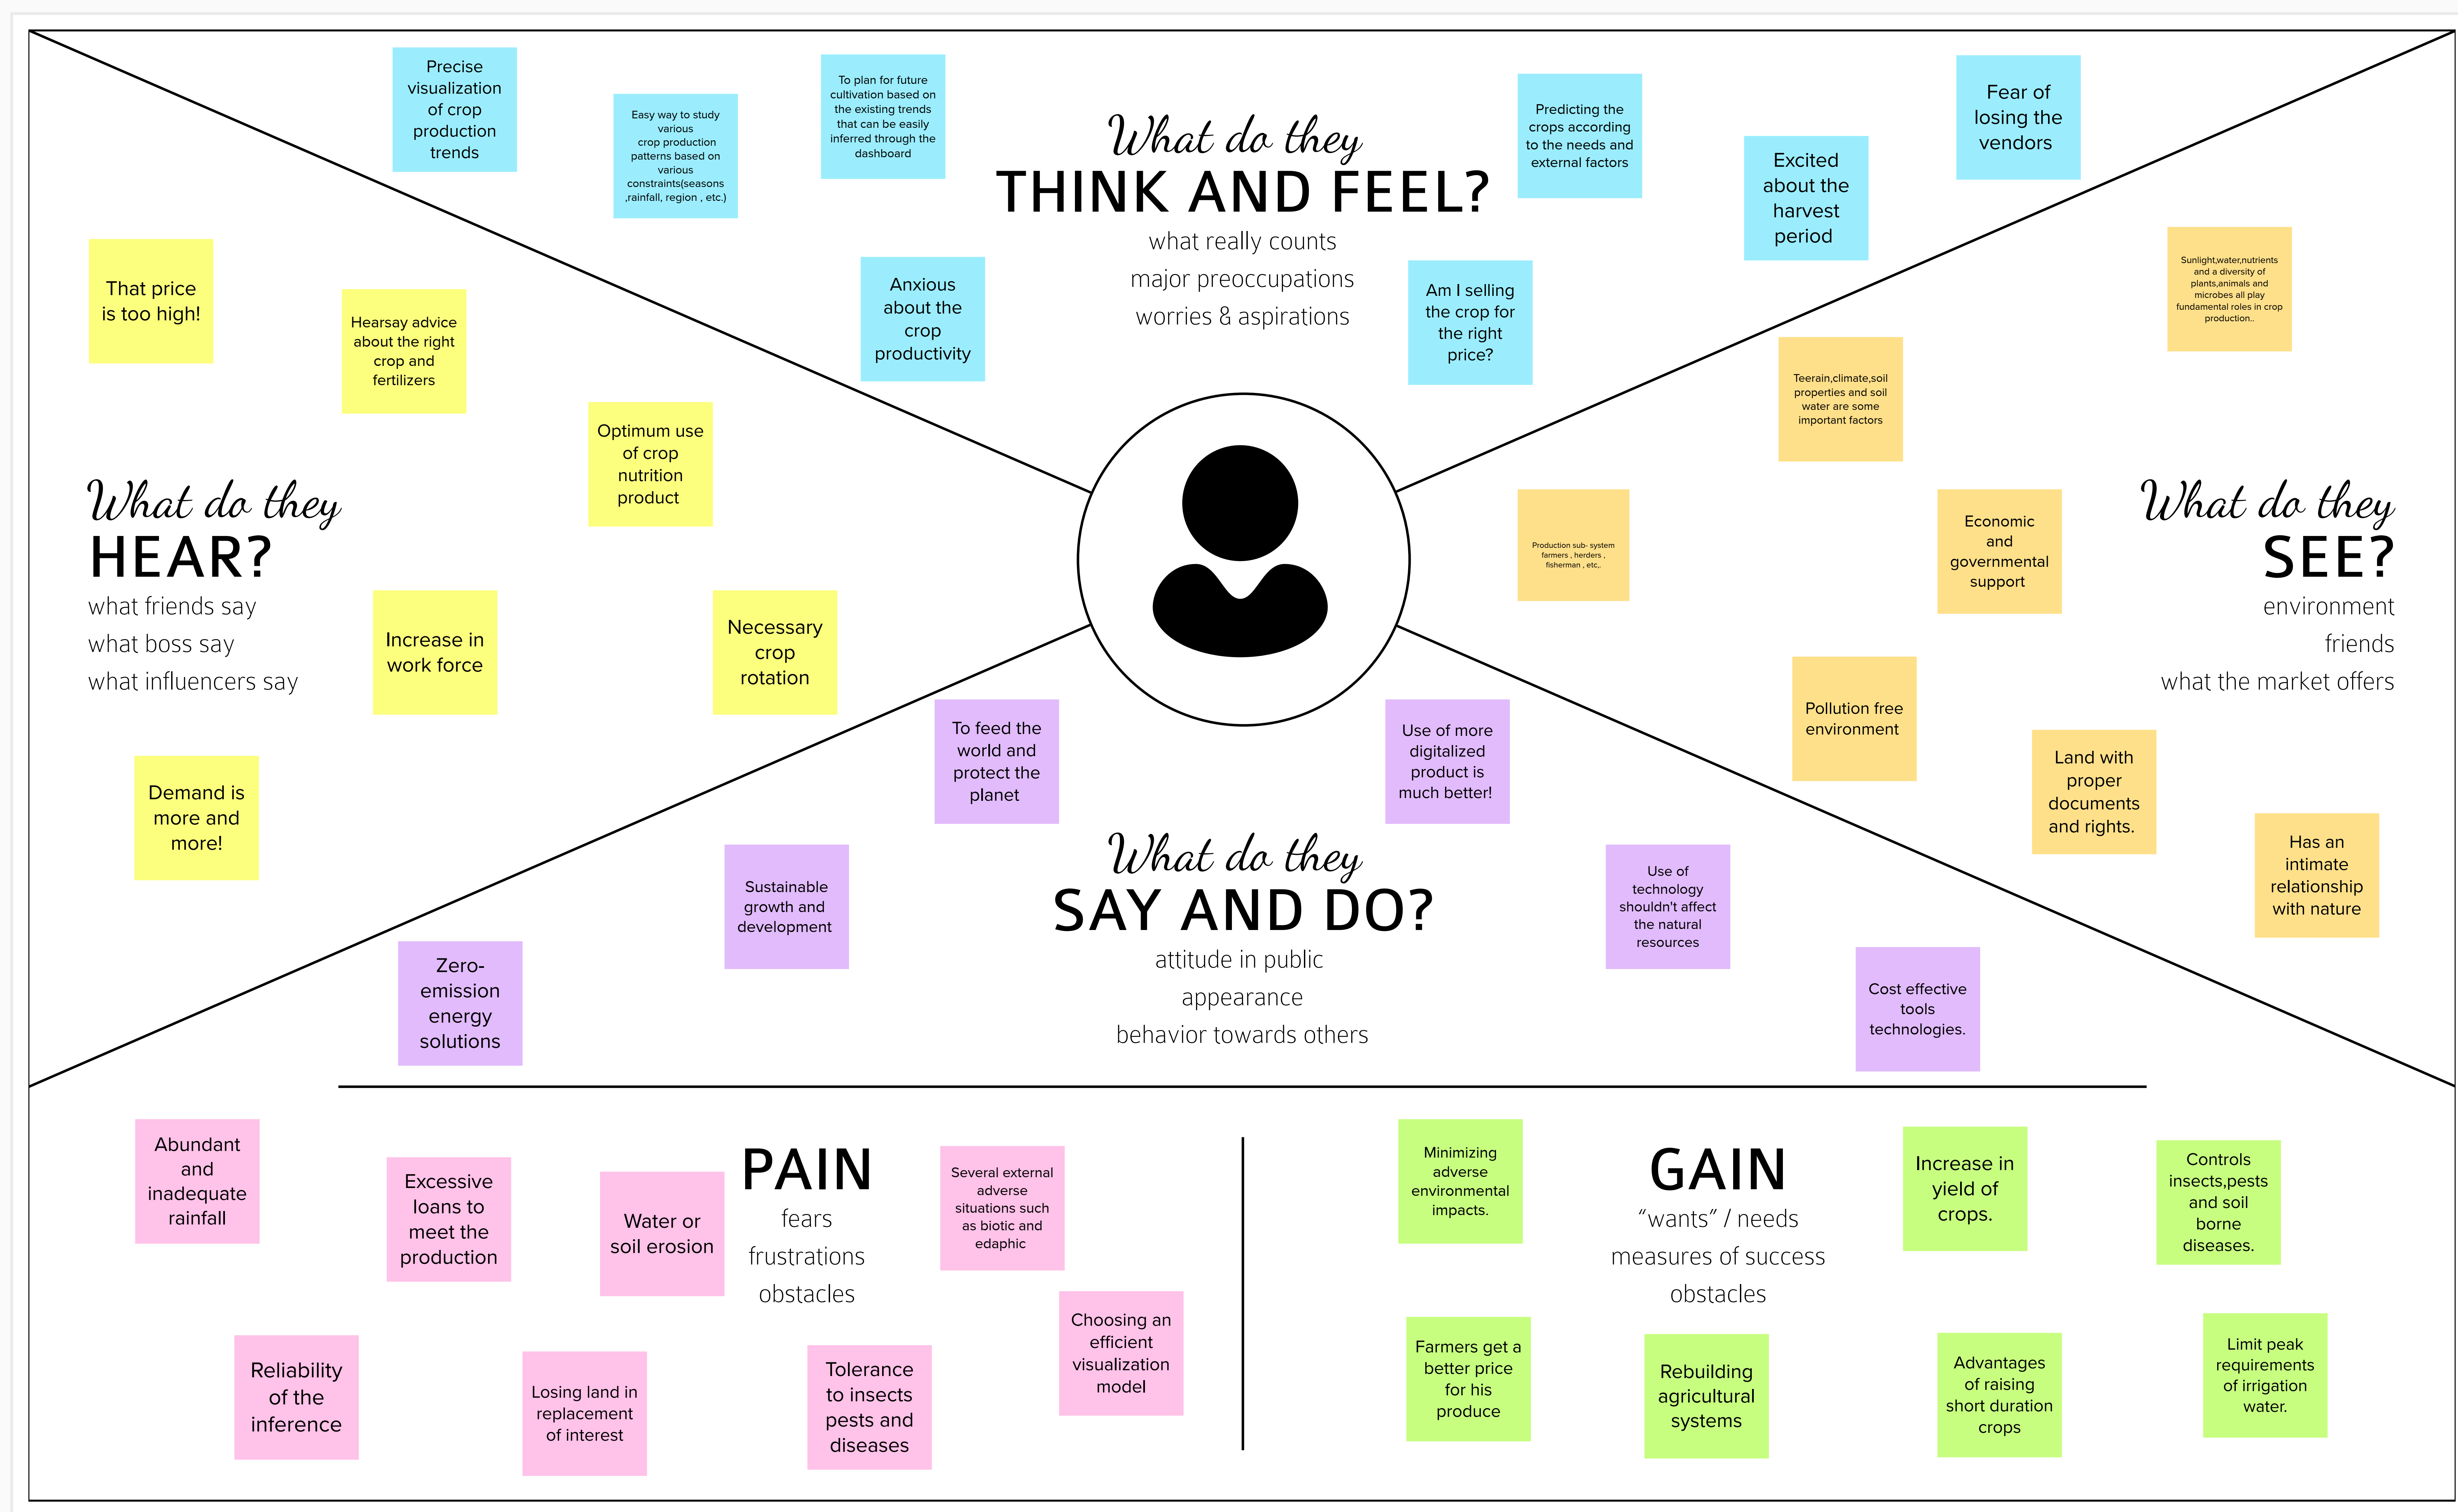 Precise
visualization
of crop
production
trends
Easy way to study
various
crop production
patterns based on
various
constraints(seasons
,rainfall, region , etc.)
To plan for future
cultivation based on
the existing trends
that can be easily
inferred through the
dashboard
Anxious
about the
crop
productivity
What do they
THINK AND FEEL?
what really counts
major preoccupations
worries & aspirations
Predicting the
crops according
to the needs and
external factors
Am I selling
the crop for
the right
price?
Excited
about the
harvest
period
Fear of
losing the
vendors
That price
is too high!
Hearsay advice
about the right
crop and
fertilizers
Optimum use
of crop
nutrition
product
What do they
HEAR?
what friends say
what boss say
what influencers say
Increase in
work force
Necessary
crop
rotation
Demand is
more and
more!
Sunlight,water,nutrients
and a diversity of
plants,animals and
microbes all play
fundamental roles in crop
production..
Teerain,climate,soil
properties and soil
water are some
important factors
Production sub- system
farmers , herders ,
fisherman , etc,.
Economic
and
governmental
support
What do they
SEE?
environment
friends
what the market offers
Pollution free
environment
Land with
proper
documents
and rights.
Has an
intimate
relationship
with nature
To feed the
world and
protect the
planet
Use of more
digitalized
product is
much better!
Sustainable
growth and
development
Zero-
emission
energy
solutions
What do they
SAY AND DO?
attitude in public
appearance
behavior towards others
Use of
technology
shouldn't affect
the natural
resources
Cost effective
tools
technologies.
Abundant
and
inadequate
rainfall
Excessive
loans to
meet the
production
Water or
soil erosion
PAIN
fears
frustrations
obstacles
Several external
adverse
situations such
as biotic and
edaphic
Reliability
of the
inference
Losing land in
replacement
of interest
Tolerance
to insects
pests and
diseases
Choosing an
efficient
visualization
model
Minimizing
adverse
environmental
impacts.
GAIN
“wants” / needs
measures of success
obstacles
Increase in
yield of
crops.
Controls
insects,pests
and soil
borne
diseases.
Farmers get a
better price
for his
produce
Rebuilding
agricultural
systems
Advantages
of raising
short duration
crops
Limit peak
requirements
of irrigation
water.